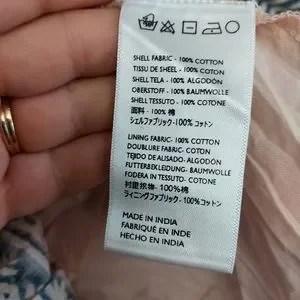 SHELL FABRIC - 100% COTTON
TISSU DE SHELL - 100% COTON
SHELL TELA - 100% ALGODÓN
OBERSTOFF - 100% BAUMWOLLE
SHELL TESSUTO - 100% COTONE
面料 - 100% 棉
シェルファブリック-100% コットン
LINING FABRIC- 100% COTTON
DOUBLURE FABRIC- COTON
TEJIDO DE ALISADO- ALGODÓN
FUTTERBEKLEIDUNG- BAUMWOLLE
FODERA IN TESSUTO- COTONE
村里织物- 100%棉
ライニングファブリック-100%コットン
MADE IN INDIA
FABRIQUÉ EN INDE
HECHO EN INDIA